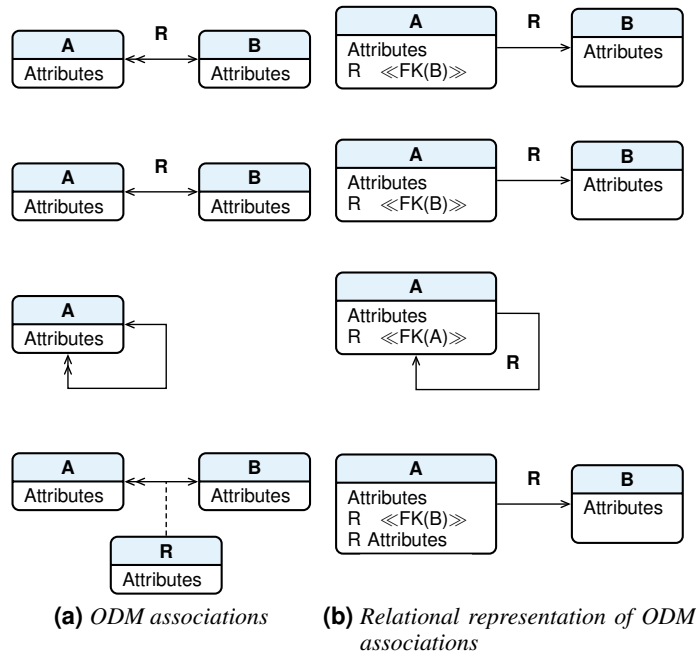 A
R
B
Attributes
Attributes
A
R
B
Attributes
R ≪FK(B)≫
Attributes
A
R
B
Attributes
Attributes
A
R
B
Attributes
R ≪FK(B)≫
Attributes
A
Attributes
A
Attributes
R ≪FK(A)≫
R
A
B
Attributes
Attributes
R
Attributes
A
R
B
Attributes
R ≪FK(B)≫
R Attributes
Attributes
(a) ODM associations
(b) Relational representation of ODM
associations